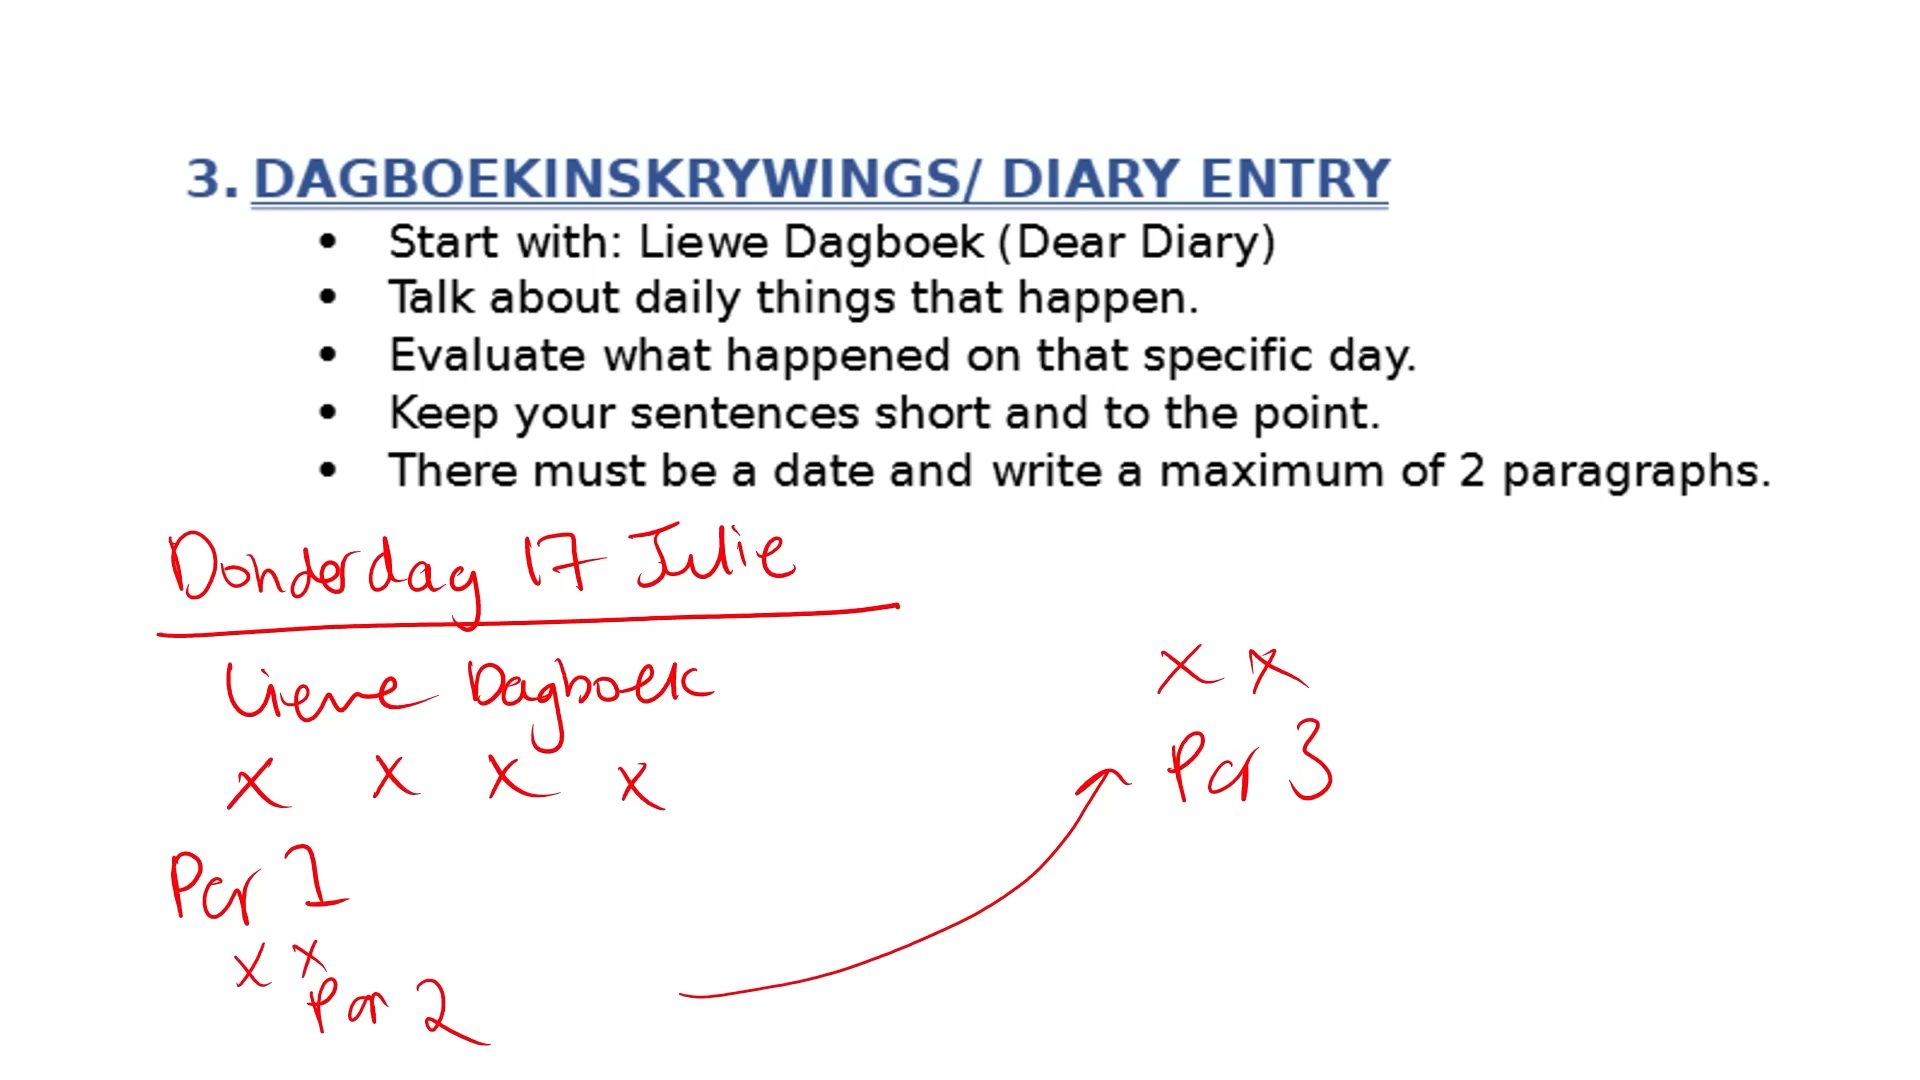 3. DAGBOEKINSKRYWINGS/ DIARY ENTRY
• Start with: Liewe Dagboek (Dear Diary)
• Talk about daily things that happen.
• Evaluate what happened on that specific day.
• Keep your sentences short and to the point.
• There must be a date and write a maximum of 2 paragraphs.
Donderdag 17 Julie
Liewe Dagboek
x x x x
Par 1
x x
Par 2
x x
Par 3